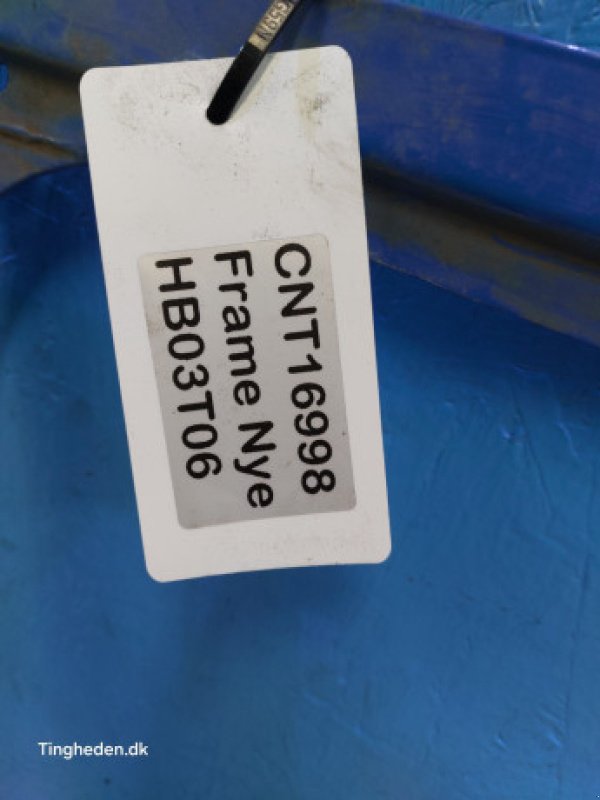 CNT16998
Frame Nye
HB03T06
Tingheden.dk